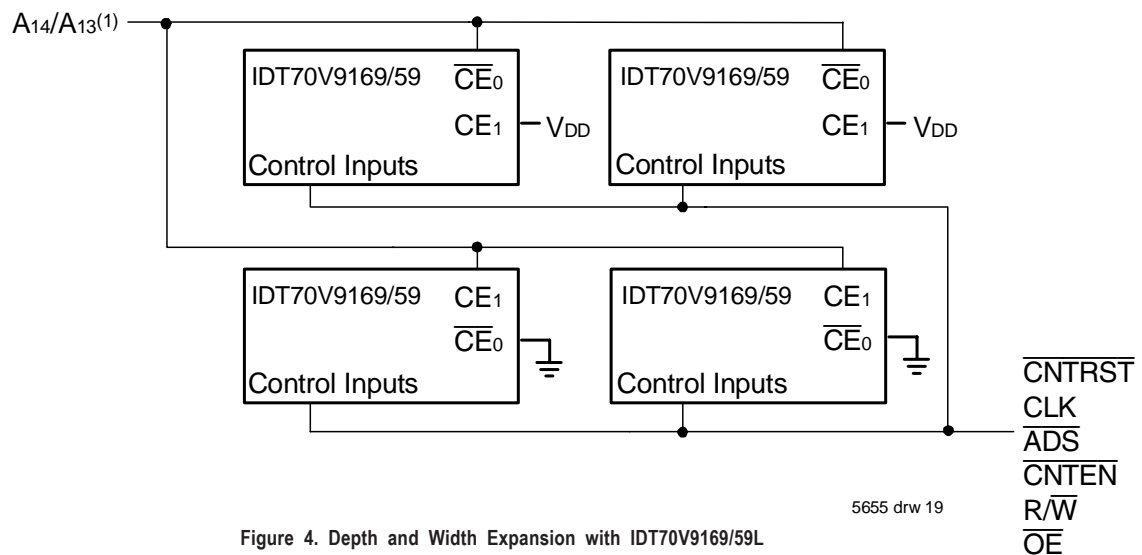 A14/A13(1)
IDT70V9169/59 CE0
CE1 VDD
Control Inputs
IDT70V9169/59 CE0
CE1 VDD
Control Inputs
IDT70V9169/59 CE1
CE0
Control Inputs
IDT70V9169/59 CE1
CE0
Control Inputs
CNTRST
CLK
ADS
CNTEN
R/W
OE
5655 drw 19
Figure 4. Depth and Width Expansion with IDT70V9169/59L